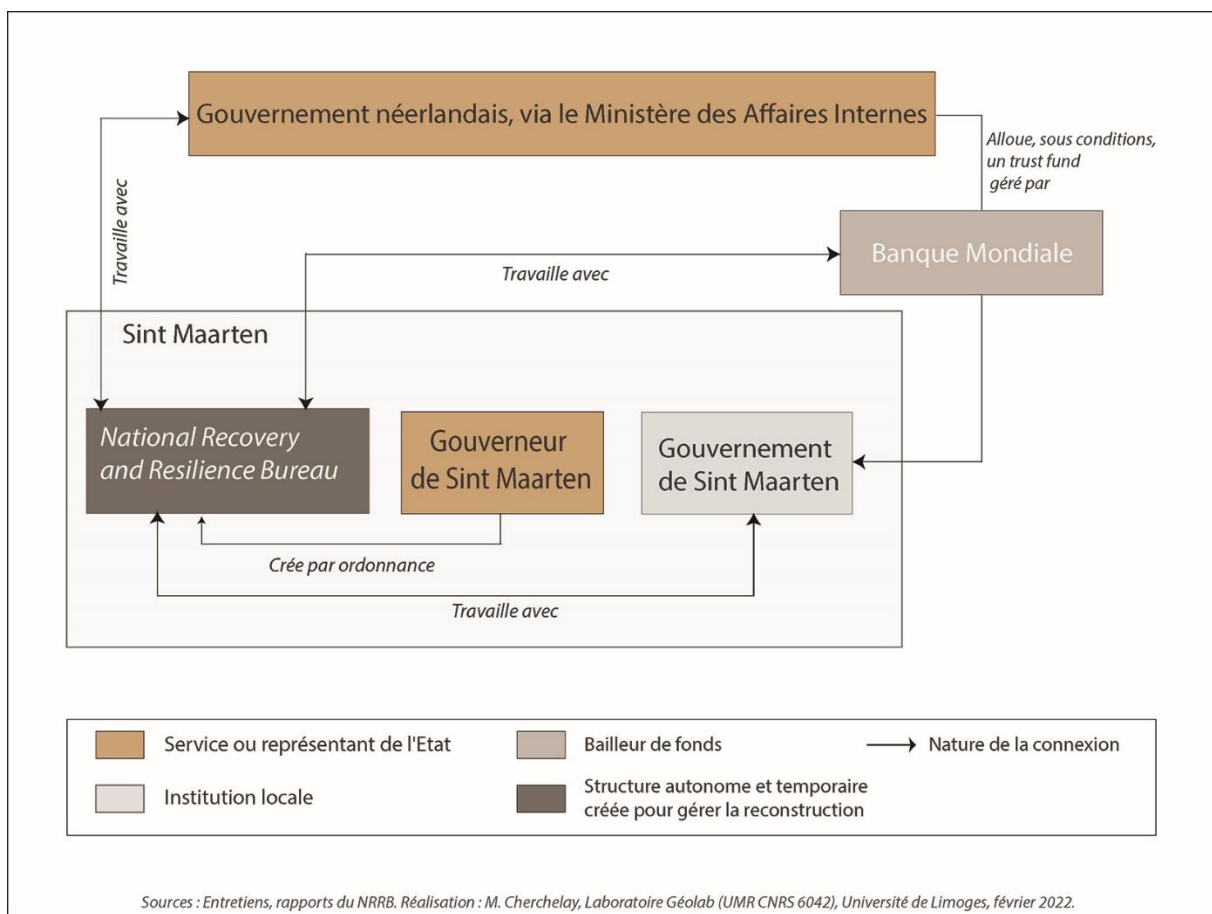 Gouvernement néerlandais, via le Ministère des Affaires Internes
Alloue, sous conditions,
un trust fund
géré par
Travaille avec
Banque Mondiale
Travaille avec
Sint Maarten
National Recovery
and Resilience Bureau
Gouverneur
de Sint Maarten
Gouvernement
de Sint Maarten
Crée par ordonnance
Travaille avec
Service ou représentant de l'Etat
Bailleur de fonds
Nature de la connexion
Institution locale
Structure autonome et temporaire
créée pour gérer la reconstruction
Sources : Entretiens, rapports du NRRB. Réalisation : M. Cherchelay, Laboratoire Géolab (UMR CNRS 6042), Université de Limoges, février 2022.